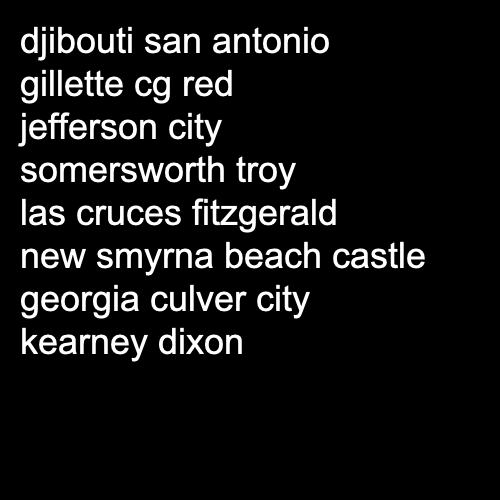 djibouti san antonio
gillette cg red
jefferson city
somersworth troy
las cruces fitzgerald
new smyrna beach castle
georgia culver city
kearney dixon